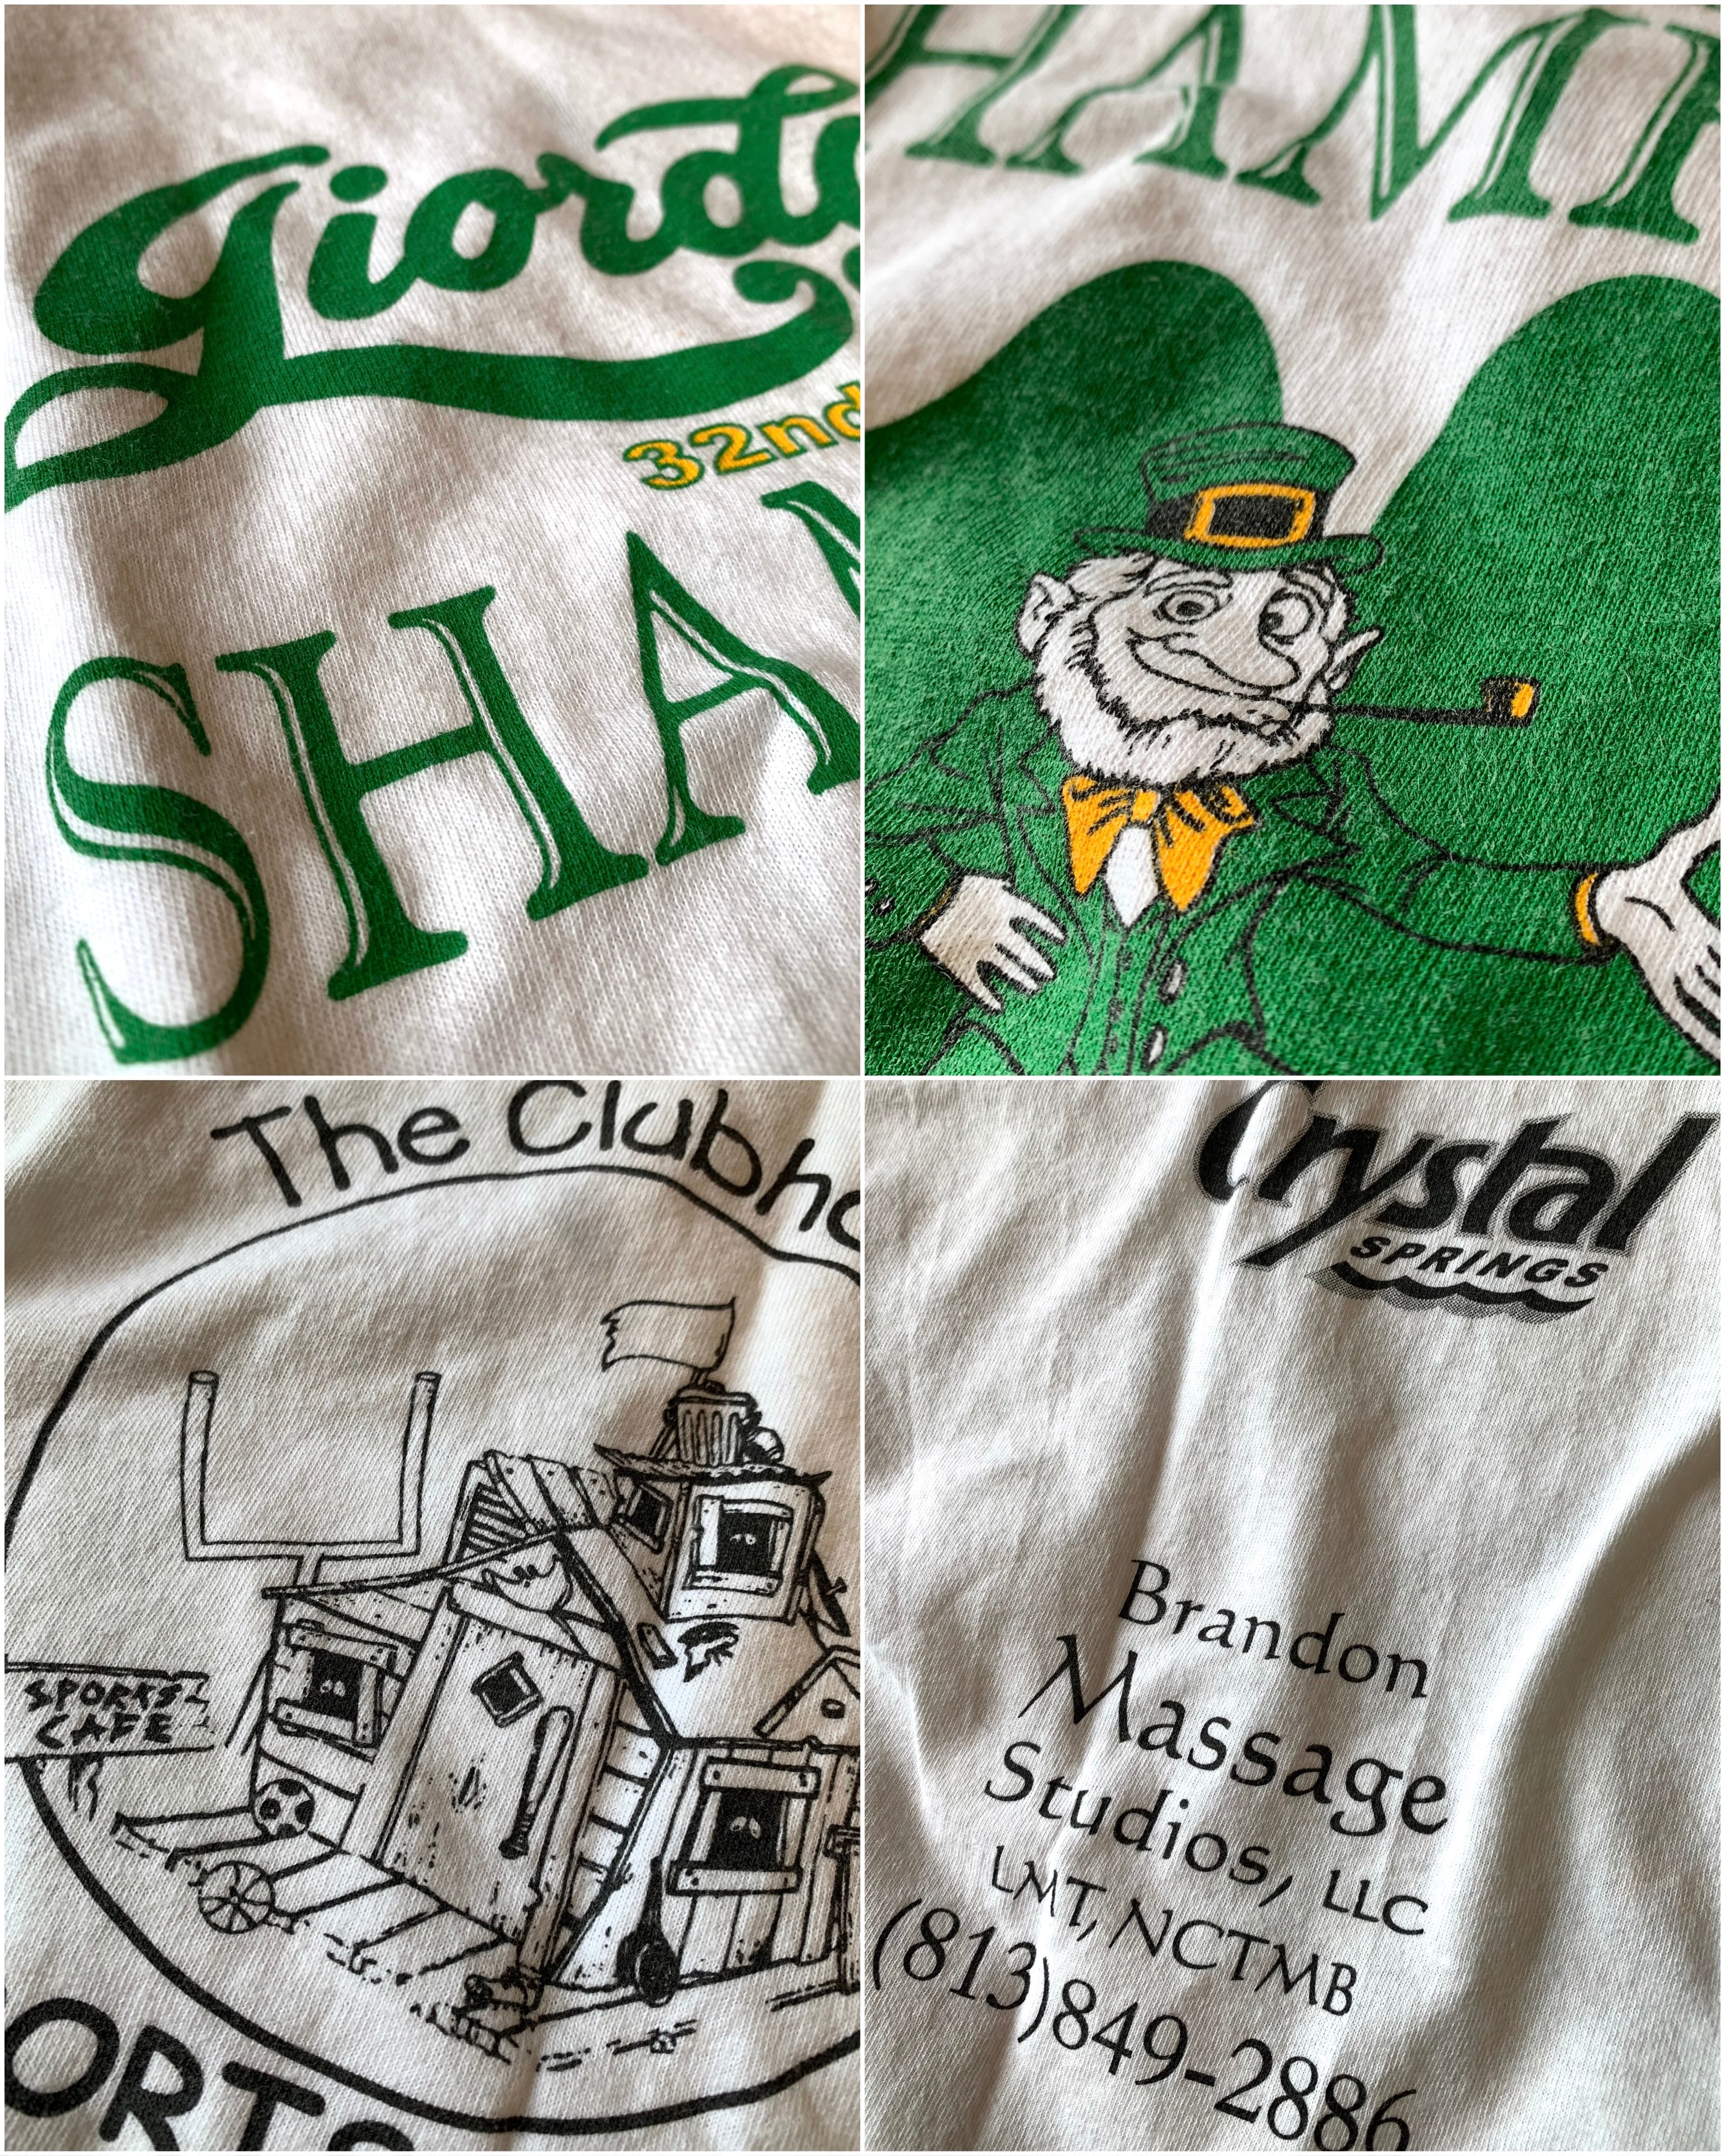 Giord
32nd
SHA
HAM
The Clubho
SPORTS
CAFE
ORTS
Crystal
SPRINGS
Brandon
Massage
Studios, LLC
LMT, NCTMB
(813)849-2886